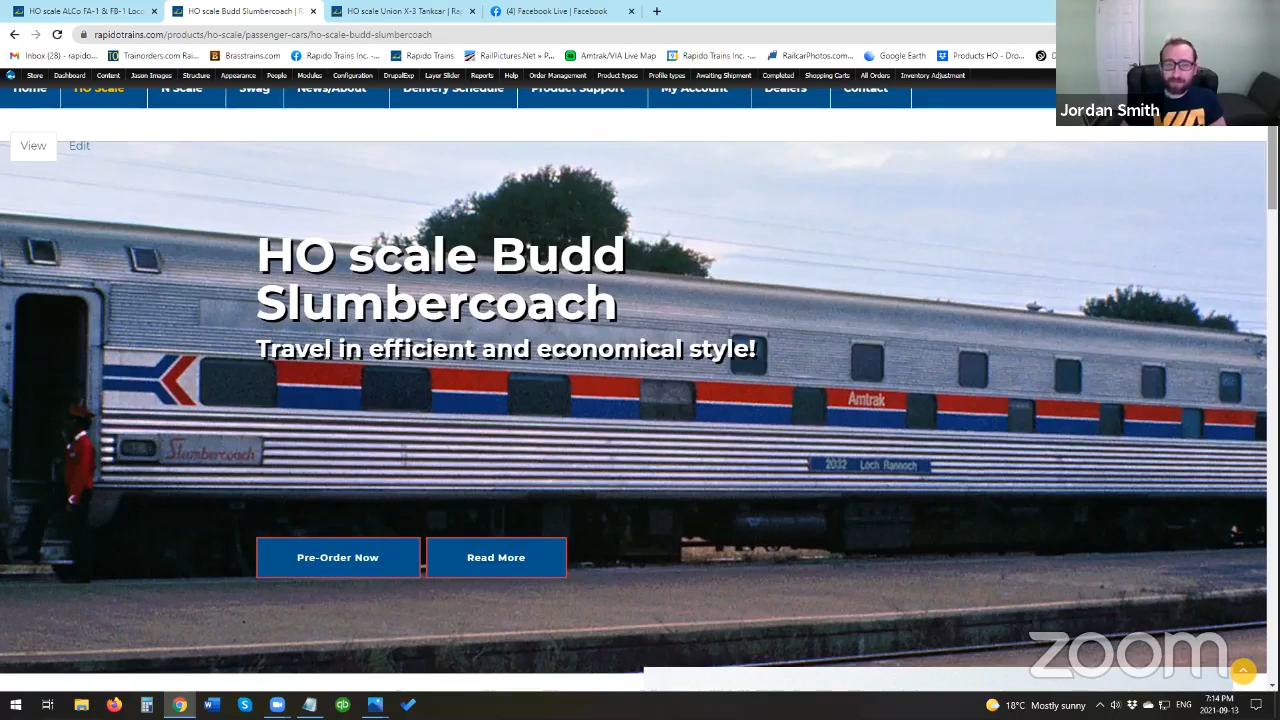 HO scale ALCo FA-1 & FB-1 Loco
HO scale Budd Slumbercoach | R
HO scale Union X-3 Tankcar | Ra
(4) Facebook Live | Facebook
rapidotrains.com/products/ho-scale/passenger-cars/ho-scale-budd-slumbercoach
Inbox (28) - rapido...
Trainorders.com Rai...
Brasstrains.com
Rapido Trains Inc. -...
Rapido Trains
RailPictures.Net » P...
Amtrak/VIA Live Map
Rapido Trains Inc. -...
RailcarPhotos.com...
Google Earth
Products HO - Dro...
Store Dashboard Content Jason Images Structure Appearance People Modules Configuration DrupalExp Layer Slider Reports Help Order Management Product types Profile types Awaiting Shipment Completed Shopping Carts All Orders Inventory Adjustment
Home HO Scale N Scale Swag News/About Delivery Schedule Product Support My Account Dealers Contact
Jordan Smith
VIA
View Edit
HO scale Budd
Slumbercoach
Travel in efficient and economical style!
Amtrak
Slumbercoach
2032 Loch Rannoch
Pre-Order Now
Read More
zoom
18°C Mostly sunny
ENG
7:14 PM
2021-09-13